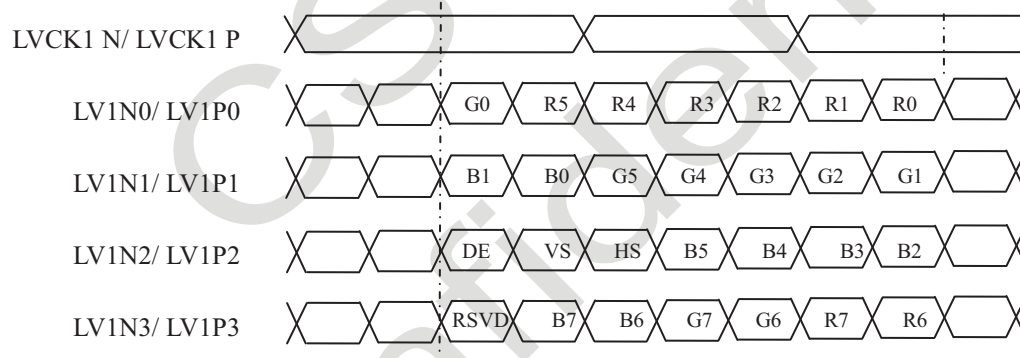 LVCK1 N/ LVCK1 P
LV1N0/ LV1P0 G0 R5 R4 R3 R2 R1 R0
LV1N1/ LV1P1 B1 B0 G5 G4 G3 G2 G1
LV1N2/ LV1P2 DE VS HS B5 B4 B3 B2
LV1N3/ LV1P3 RSVD B7 B6 G7 G6 R7 R6